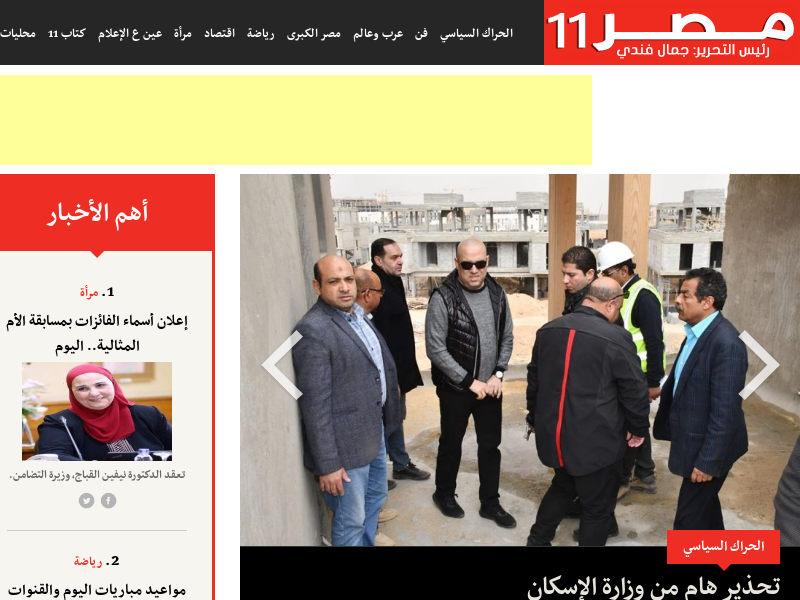 مصر 11
رئيس التحرير: جمال فندي
الحراك السياسي
فن
عرب وعالم
مصر الكبرى
رياضة
اقتصاد
مرأة
عين ع الإعلام
كتاب 11
محليات
الحراك السياسي
تحذير هام من وزارة الإسكان
أهم الأخبار
1. مرأة
إعلان أسماء الفائزات بمسابقة الأم
المثالية.. اليوم
تعقد الدكتورة نيفين القباج، وزيرة التضامن.
2. رياضة
مواعيد مباريات اليوم والقنوات